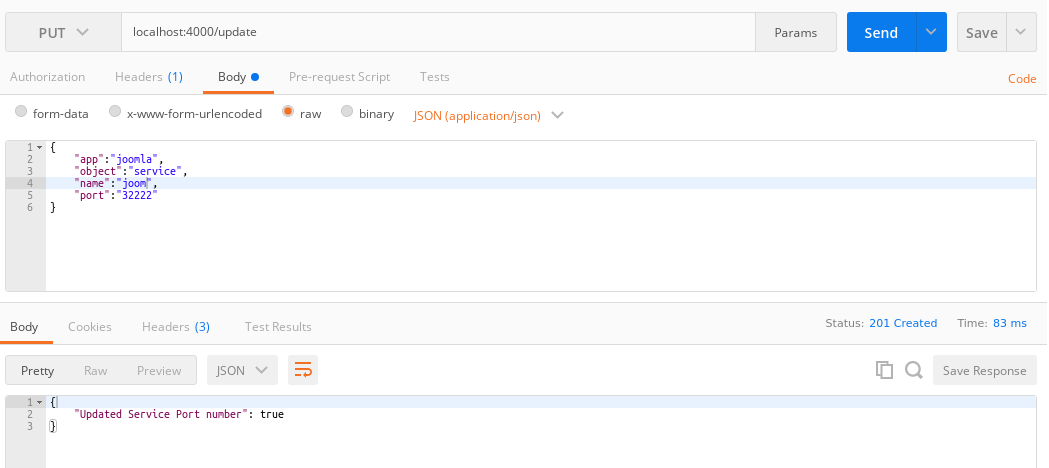 PUT localhost:4000/update Params Send Save
Authorization Headers (1) Body Pre-request Script Tests Code
form-data x-www-form-urlencoded raw binary JSON (application/json)
1 {
2 "app":"joomla",
3 "object":"service",
4 "name":"joom",
5 "port":"32222"
6 }
Body Cookies Headers (3) Test Results Status: 201 Created Time: 83 ms
Pretty Raw Preview JSON Save Response
1 {
2 "Updated Service Port number": true
3 }